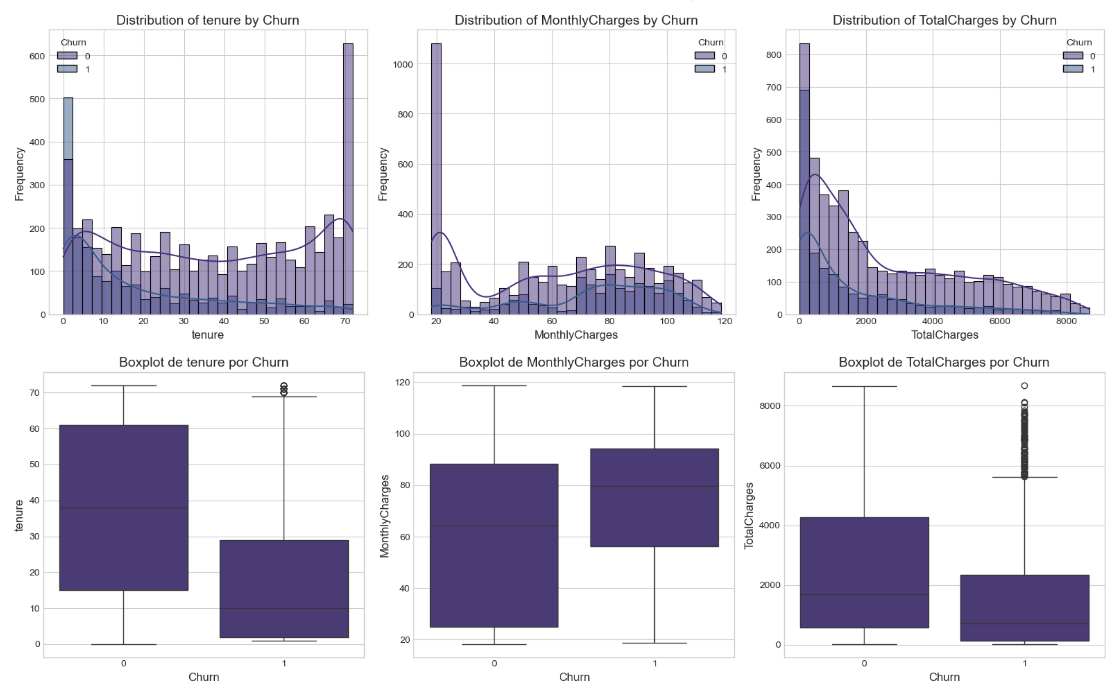 Distribution of tenure by Churn
Frequency
600
500
400
300
200
100
0
Churn
0
1
0 10 20 30 40 50 60 70
tenure
Distribution of MonthlyCharges by Churn
Frequency
1000
800
600
400
200
0
Churn
0
1
20 40 60 80 100 120
MonthlyCharges
Distribution of TotalCharges by Churn
Frequency
800
700
600
500
400
300
200
100
0
Churn
0
1
0 2000 4000 6000 8000
TotalCharges
Boxplot de tenure por Churn
tenure
70
60
50
40
30
20
10
0
0 1
Churn
Boxplot de MonthlyCharges por Churn
MonthlyCharges
120
100
80
60
40
20
0 1
Churn
Boxplot de TotalCharges por Churn
TotalCharges
8000
6000
4000
2000
0
0 1
Churn